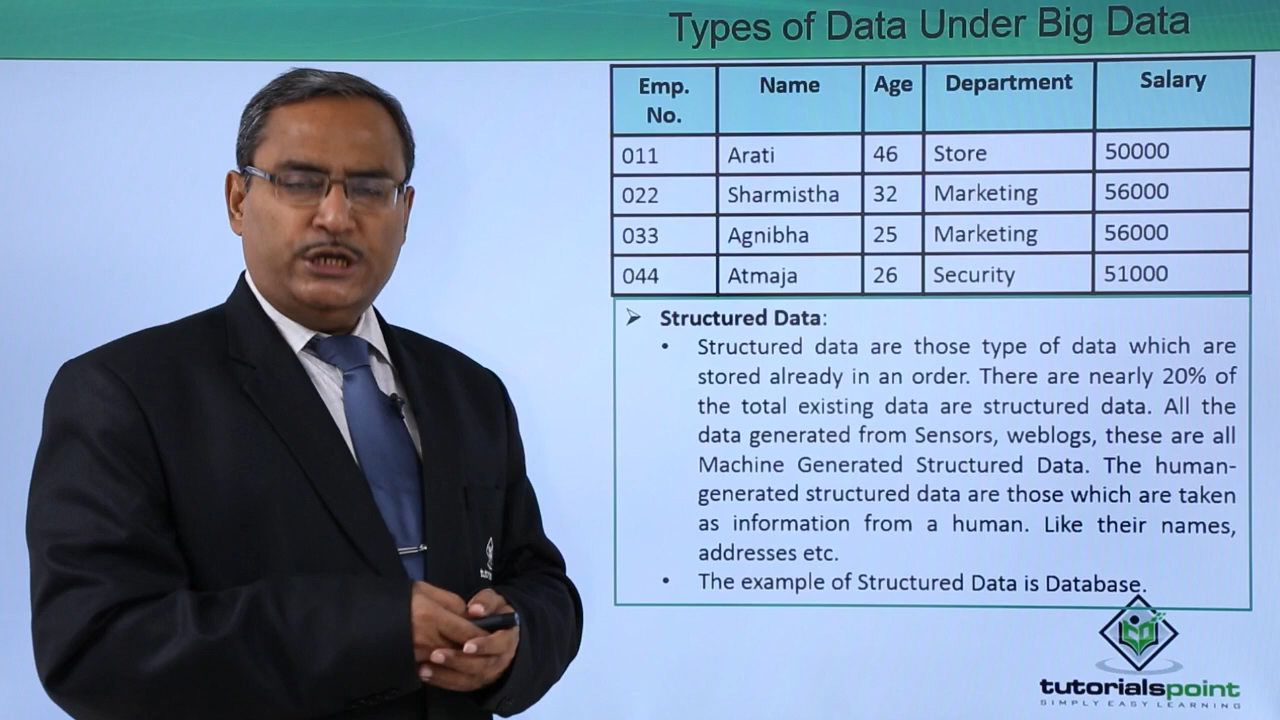 Types of Data Under Big Data
Emp. No. Name Age Department Salary
011 Arati 46 Store 50000
022 Sharmistha 32 Marketing 56000
033 Agnibha 25 Marketing 56000
044 Atmaja 26 Security 51000
➢ Structured Data:
• Structured data are those type of data which are
stored already in an order. There are nearly 20% of
the total existing data are structured data. All the
data generated from Sensors, weblogs, these are all
Machine Generated Structured Data. The human-
generated structured data are those which are taken
as information from a human. Like their names,
addresses etc.
• The example of Structured Data is Database.
tutorialspoint
SIMPLY EASY LEARNING